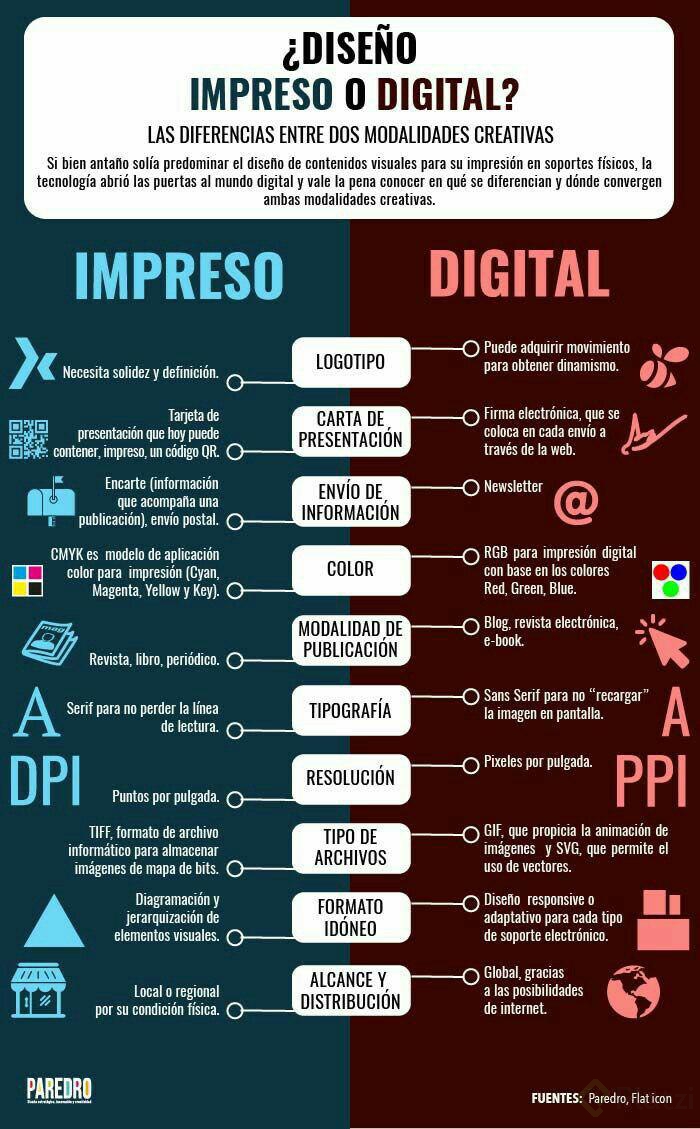 ¿DISEÑO
IMPRESO O DIGITAL?
LAS DIFERENCIAS ENTRE DOS MODALIDADES CREATIVAS
Si bien antaño solía predominar el diseño de contenidos visuales para su impresión en soportes físicos, la
tecnología abrió las puertas al mundo digital y vale la pena conocer en qué se diferencian y dónde convergen
ambas modalidades creativas.
IMPRESO
DIGITAL
Necesita solidez y definición.
LOGOTIPO
Puede adquirir movimiento
para obtener dinamismo.
Tarjeta de
presentación que hoy puede
contener, impreso, un código QR.
CARTA DE
PRESENTACIÓN
Firma electrónica, que se
coloca en cada envío a
través de la web.
Encarte (información
que acompaña una
publicación), envío postal.
ENVÍO DE
INFORMACIÓN
Newsletter
@
CMYK es modelo de aplicación
color para impresión (Cyan,
Magenta, Yellow y Key).
COLOR
RGB para impresión digital
con base en los colores
Red, Green, Blue.
mag
Revista, libro, periódico.
MODALIDAD DE
PUBLICACIÓN
Blog, revista electrónica,
e-book.
A
Serif para no perder la línea
de lectura.
TIPOGRAFÍA
Sans Serif para no “recargar”
la imagen en pantalla.
A
DPI
Puntos por pulgada.
RESOLUCIÓN
Pixeles por pulgada.
PPI
TIFF, formato de archivo
informático para almacenar
imágenes de mapa de bits.
TIPO DE
ARCHIVOS
GIF, que propicia la animación de
imágenes y SVG, que permite el
uso de vectores.
Diagramación y
jerarquización de
elementos visuales.
FORMATO
IDÓNEO
Diseño responsive o
adaptativo para cada tipo
de soporte electrónico.
Local o regional
por su condición física.
ALCANCE Y
DISTRIBUCIÓN
Global, gracias
a las posibilidades
de internet.
PAREDRO
Diseño estratégico, innovación y creatividad
FUENTES: Paredro, Flat icon